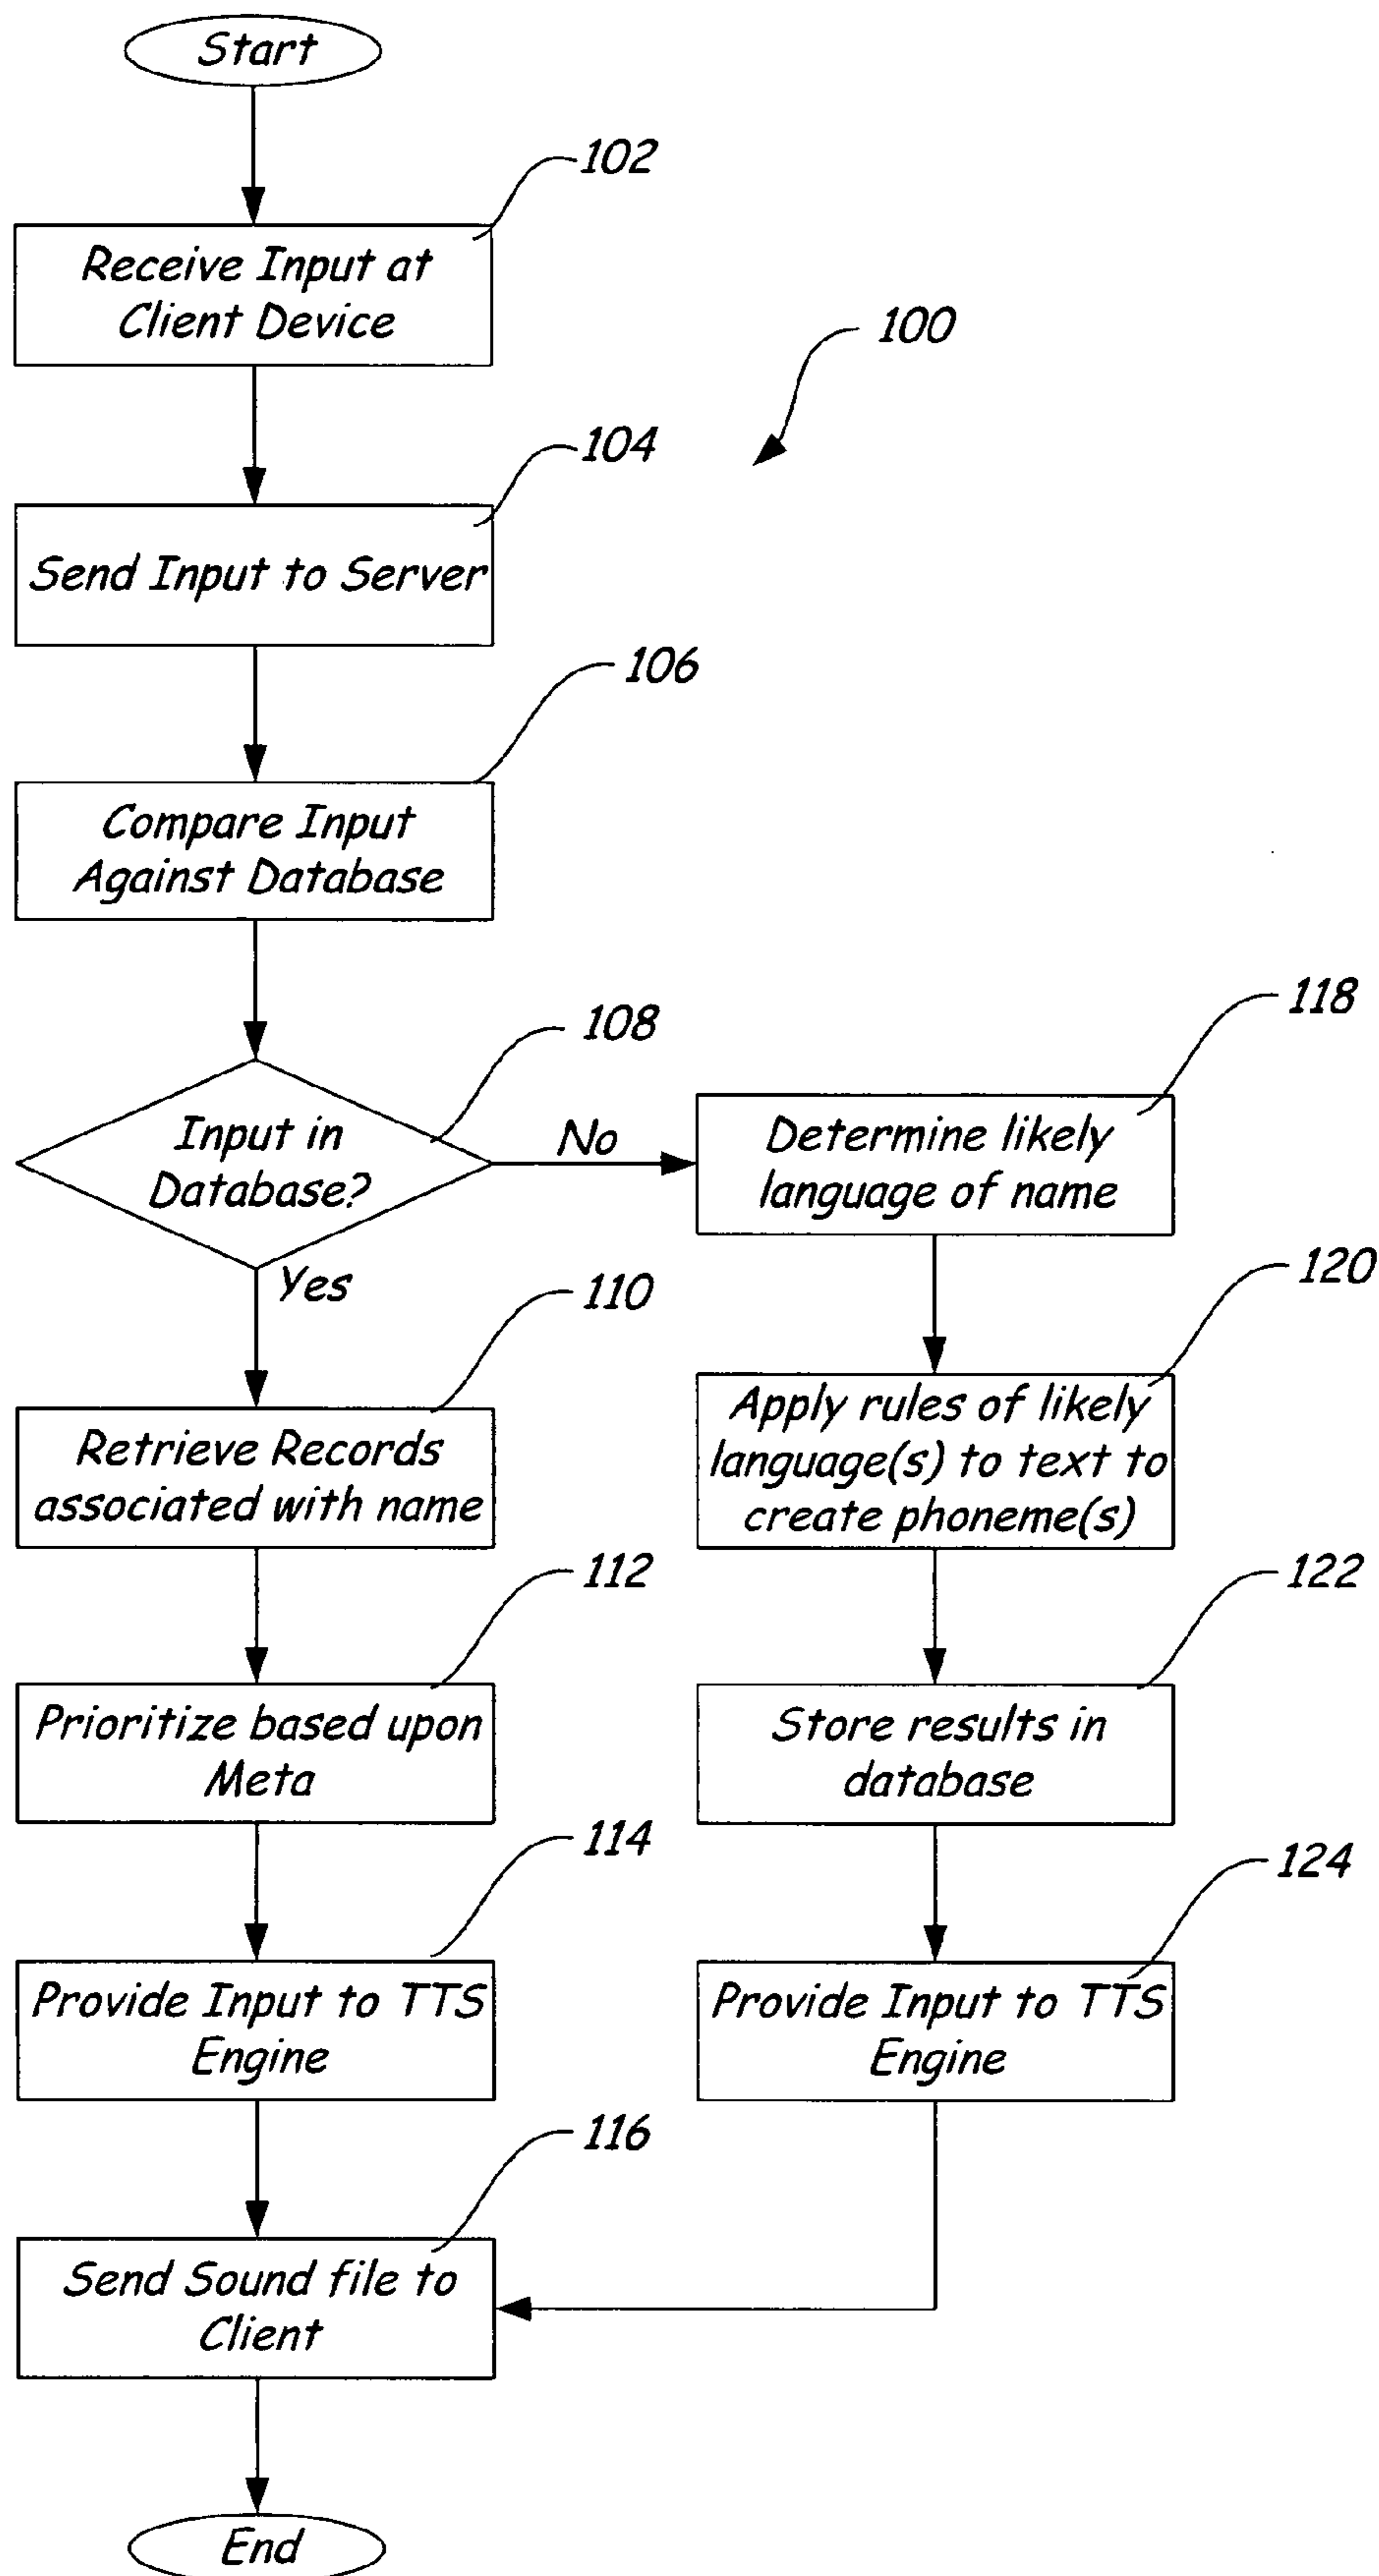 Start
102
Receive Input at
Client Device
100
104
Send Input to Server
106
Compare Input
Against Database
108
Input in
Database?
No
Yes
118
Determine likely
language of name
110
Retrieve Records
associated with name
120
Apply rules of likely
language(s) to text to
create phoneme(s)
112
Prioritize based upon
Meta
122
Store results in
database
114
Provide Input to TTS
Engine
124
Provide Input to TTS
Engine
116
Send Sound file to
Client
End